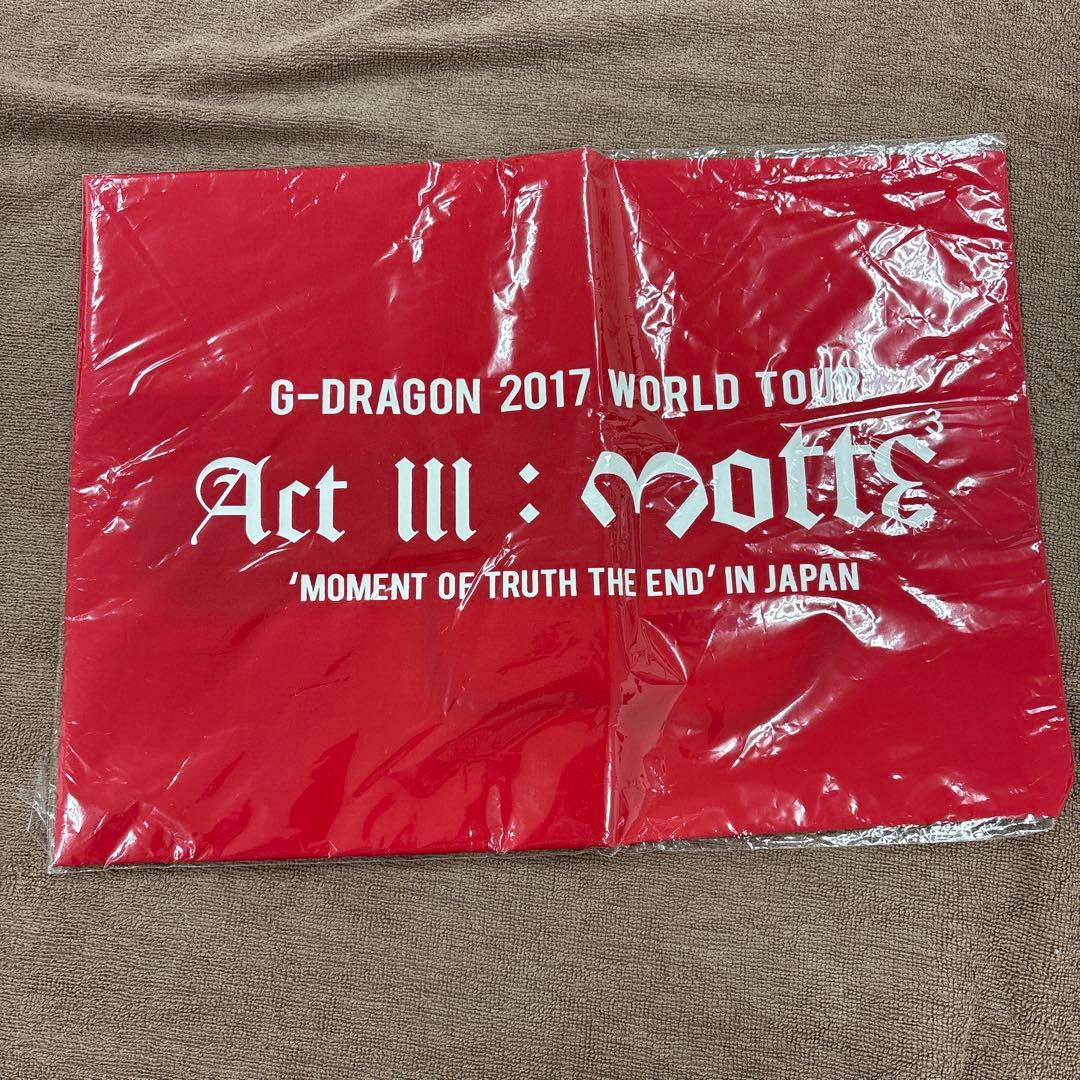 G-DRAGON 2017 WORLD TOUR
Act III : Motte
'MOMENT OF TRUTH THE END' IN JAPAN